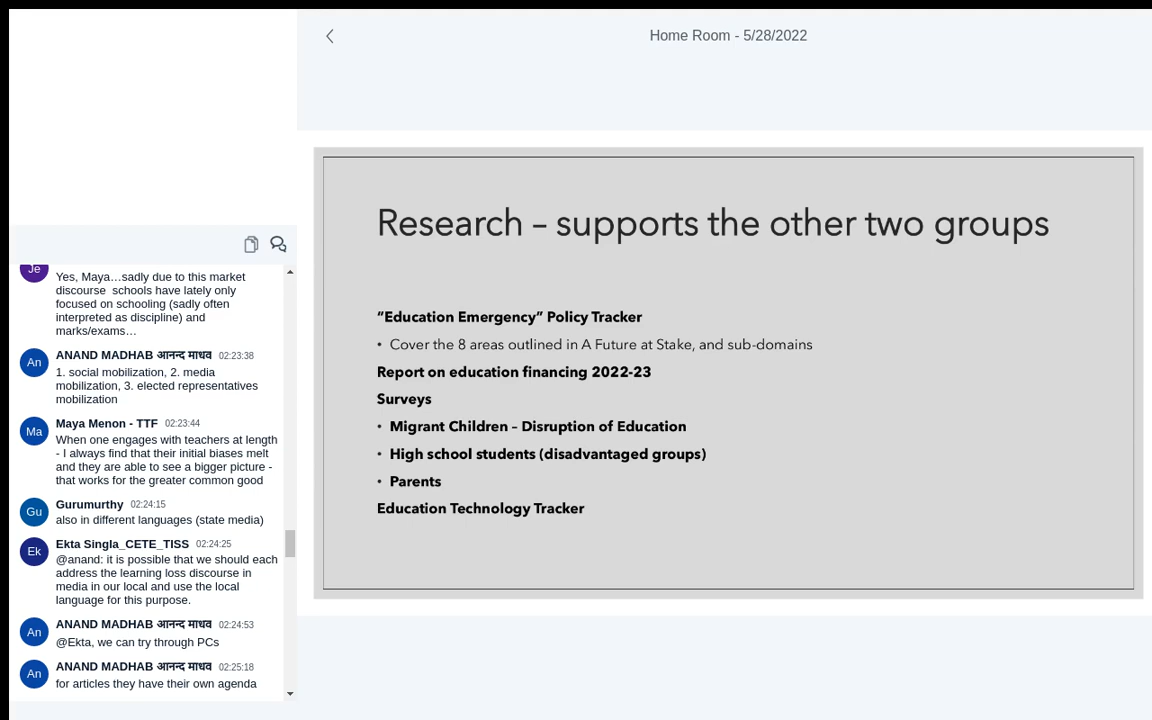 Home Room - 5/28/2022
Je
Yes, Maya…sadly due to this market
discourse schools have lately only
focused on schooling (sadly often
interpreted as discipline) and
marks/exams…
An
ANAND MADHAB आनन्द माधव 02:23:38
1. social mobilization, 2. media
mobilization, 3. elected representatives
mobilization
Ma
Maya Menon - TTF 02:23:44
When one engages with teachers at length
- I always find that their initial biases melt
and they are able to see a bigger picture -
that works for the greater common good
Gu
Gurumurthy 02:24:15
also in different languages (state media)
Ek
Ekta Singla_CETE_TISS 02:24:25
@anand: it is possible that we should each
address the learning loss discourse in
media in our local and use the local
language for this purpose.
An
ANAND MADHAB आनन्द माधव 02:24:53
@Ekta, we can try through PCs
An
ANAND MADHAB आनन्द माधव 02:25:18
for articles they have their own agenda
Research – supports the other two groups
“Education Emergency” Policy Tracker
• Cover the 8 areas outlined in A Future at Stake, and sub-domains
Report on education financing 2022-23
Surveys
• Migrant Children – Disruption of Education
• High school students (disadvantaged groups)
• Parents
Education Technology Tracker